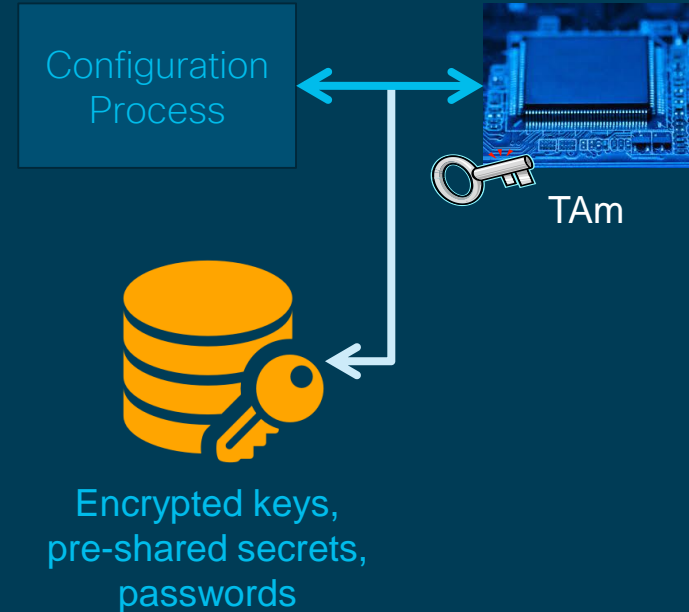 Configuration
Process
TAm
Encrypted keys,
pre-shared secrets,
passwords